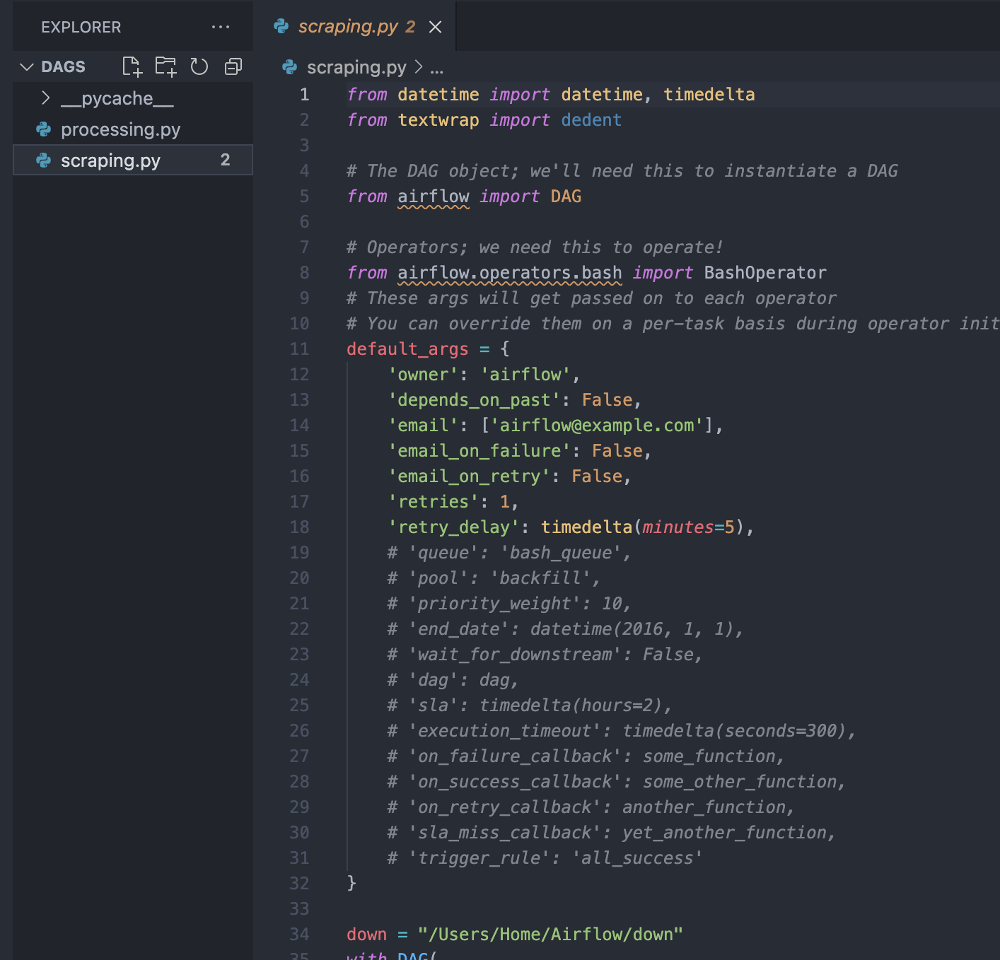 EXPLORER ...
DAGS
__pycache__
processing.py
scraping.py 2
scraping.py 2
scraping.py > ...
1 from datetime import datetime, timedelta
2 from textwrap import dedent
3
4 # The DAG object; we'll need this to instantiate a DAG
5 from airflow import DAG
6
7 # Operators; we need this to operate!
8 from airflow.operators.bash import BashOperator
9 # These args will get passed on to each operator
10 # You can override them on a per-task basis during operator init
11 default_args = {
12     'owner': 'airflow',
13     'depends_on_past': False,
14     'email': ['airflow@example.com'],
15     'email_on_failure': False,
16     'email_on_retry': False,
17     'retries': 1,
18     'retry_delay': timedelta(minutes=5),
19     # 'queue': 'bash_queue',
20     # 'pool': 'backfill',
21     # 'priority_weight': 10,
22     # 'end_date': datetime(2016, 1, 1),
23     # 'wait_for_downstream': False,
24     # 'dag': dag,
25     # 'sla': timedelta(hours=2),
26     # 'execution_timeout': timedelta(seconds=300),
27     # 'on_failure_callback': some_function,
28     # 'on_success_callback': some_other_function,
29     # 'on_retry_callback': another_function,
30     # 'sla_miss_callback': yet_another_function,
31     # 'trigger_rule': 'all_success'
32 }
33
34 down = "/Users/Home/Airflow/down"
35 with DAG(